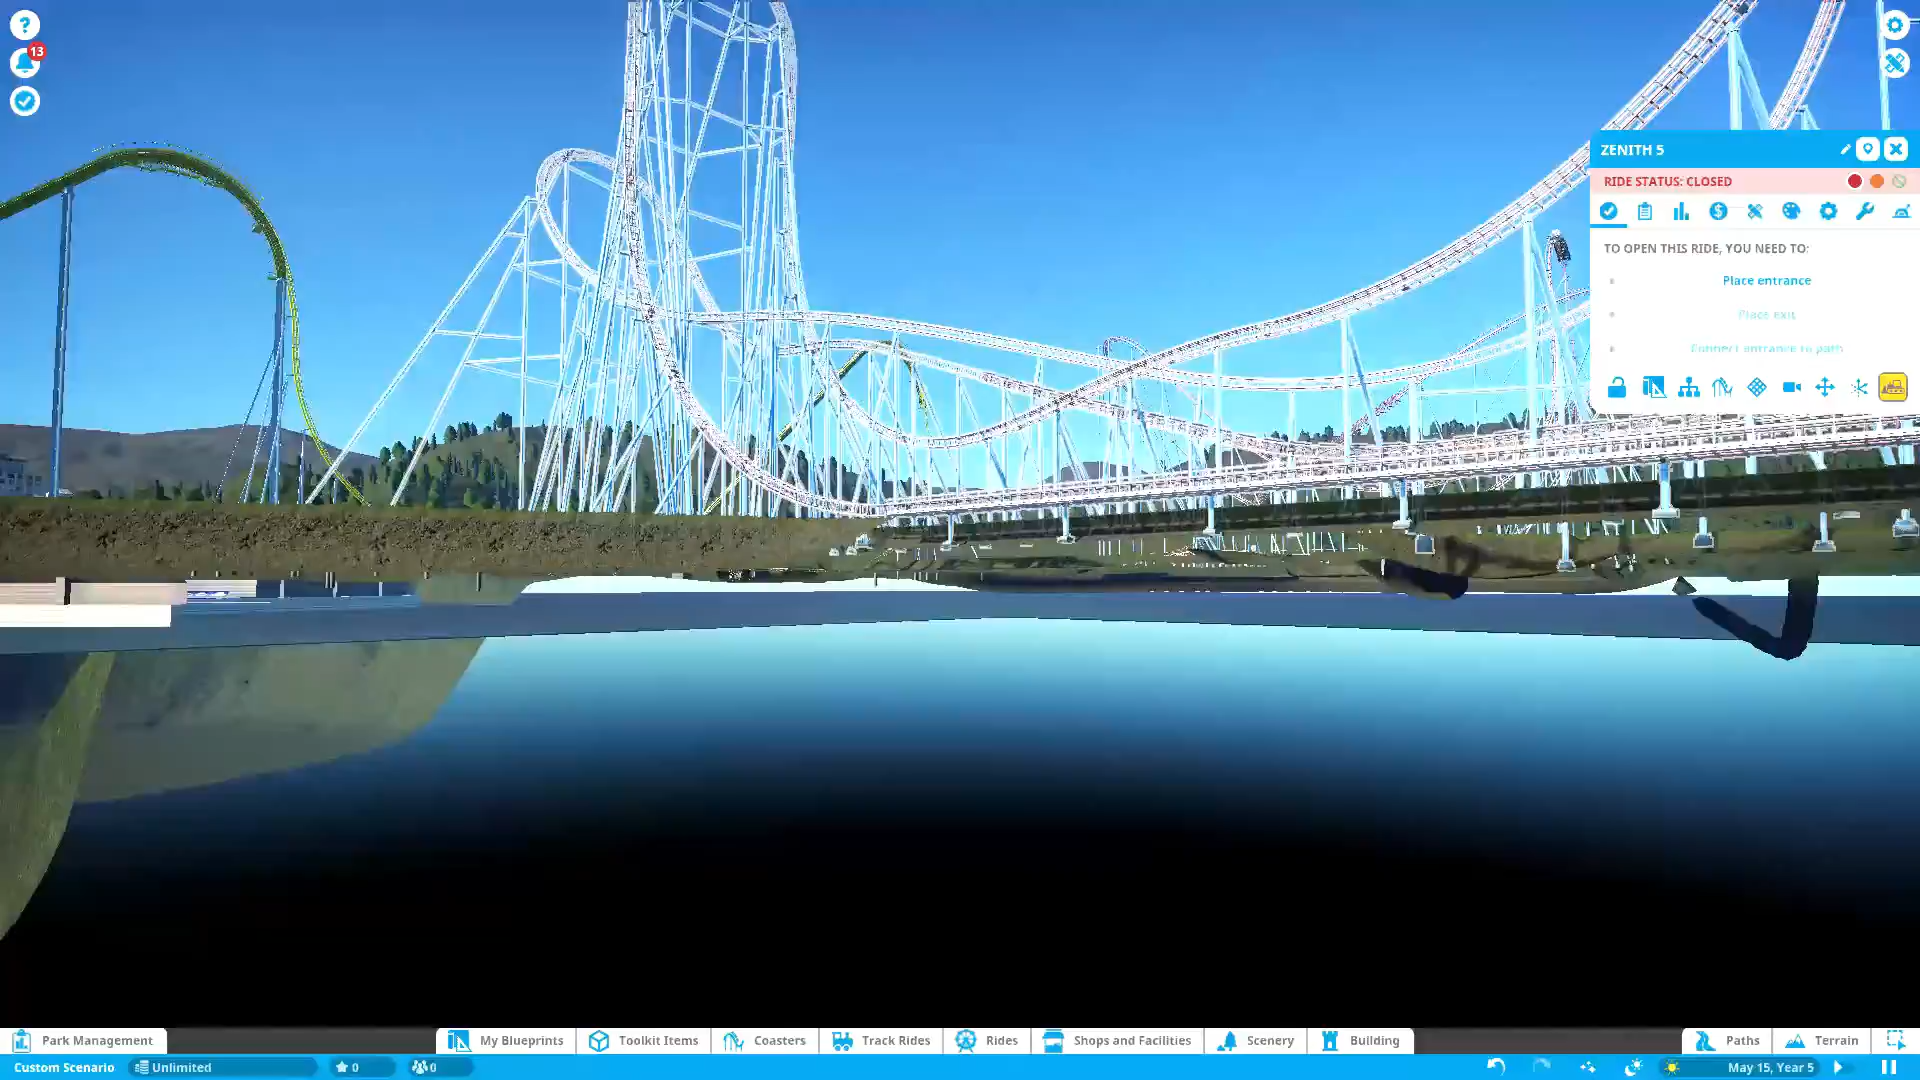 ?
13
ZENITH 5
RIDE STATUS: CLOSED
TO OPEN THIS RIDE, YOU NEED TO:
Place entrance
Place exit
Connect entrance to path
Park Management
My Blueprints
Toolkit Items
Coasters
Track Rides
Rides
Shops and Facilities
Scenery
Building
Paths
Terrain
Custom Scenario
Unlimited
0
0
May 15, Year 5